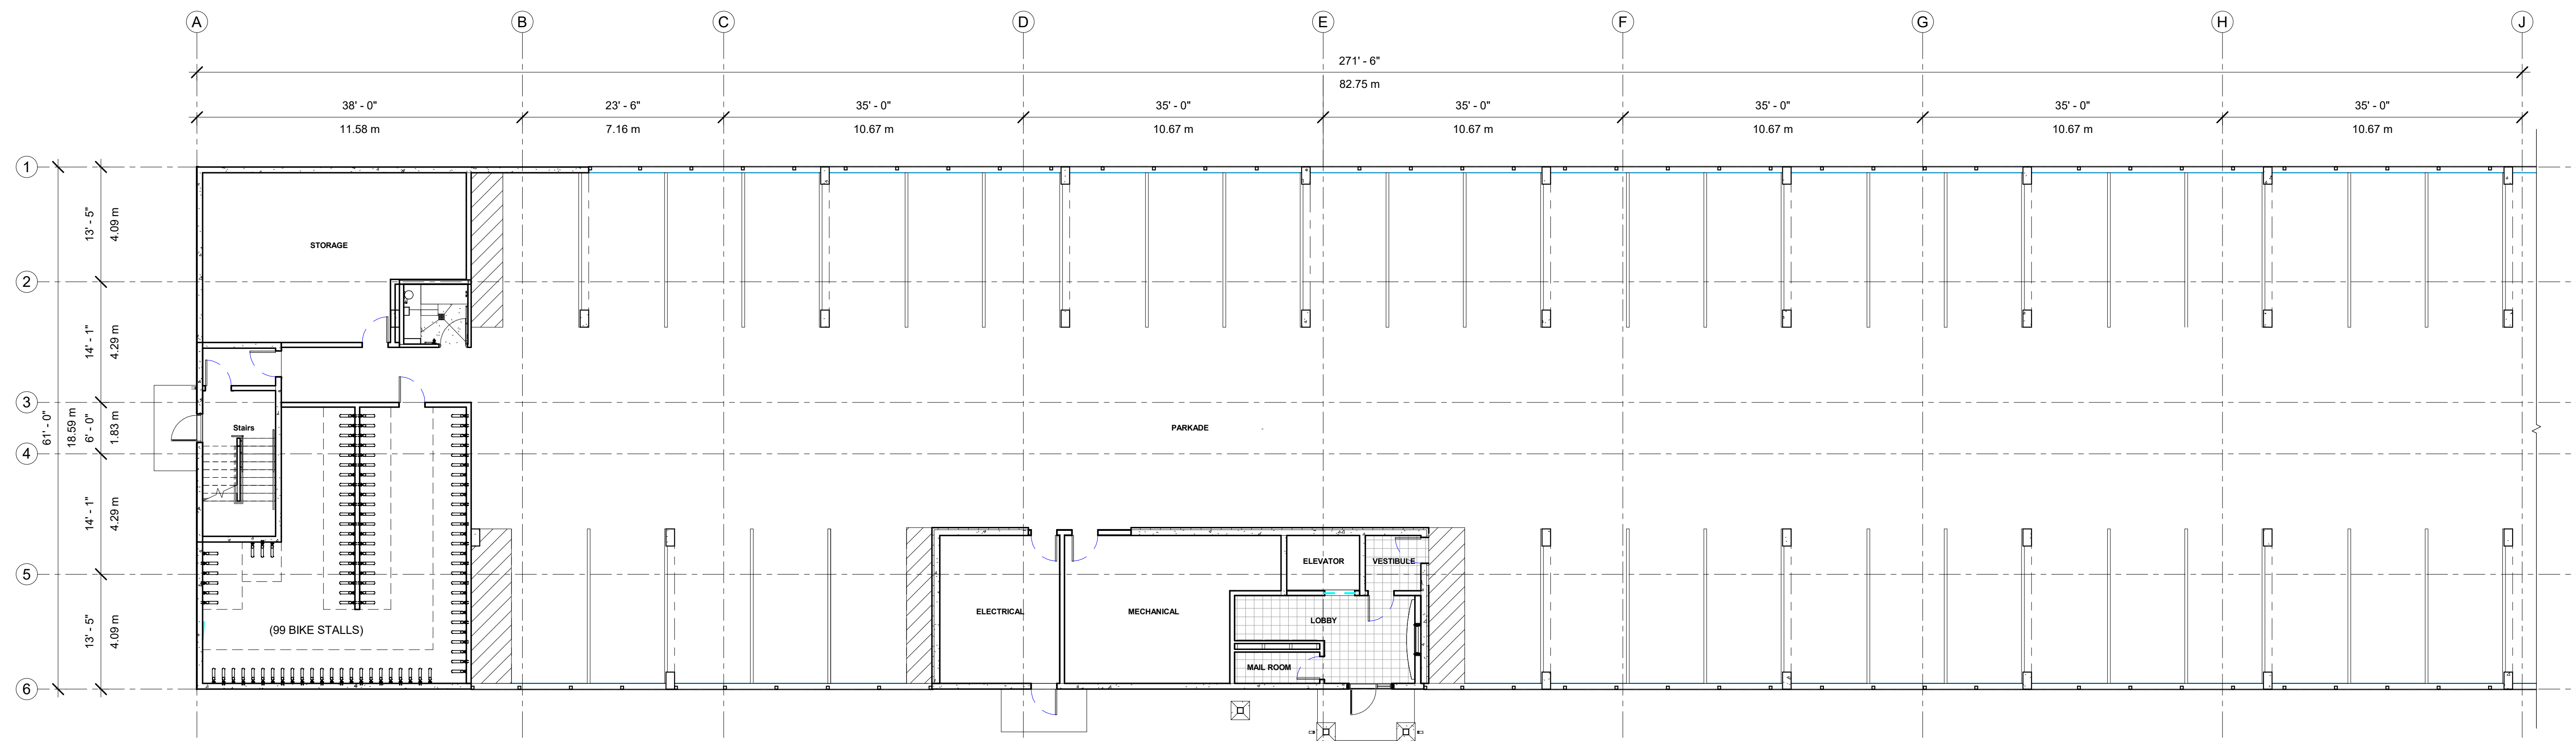 A B C D E F G H J
271' - 6"
82.75 m
38' - 0" 23' - 6" 35' - 0" 35' - 0" 35' - 0" 35' - 0" 35' - 0" 35' - 0"
11.58 m 7.16 m 10.67 m 10.67 m 10.67 m 10.67 m 10.67 m 10.67 m
1
13' - 5"
4.09 m
STORAGE
2
14' - 1"
4.29 m
3
61' - 0"
18.59 m
6' - 0"
1.83 m
Stairs
PARKADE
4
14' - 1"
4.29 m
5
ELEVATOR
VESTIBULE
ELECTRICAL
MECHANICAL
LOBBY
13' - 5"
4.09 m
(99 BIKE STALLS)
MAIL ROOM
6